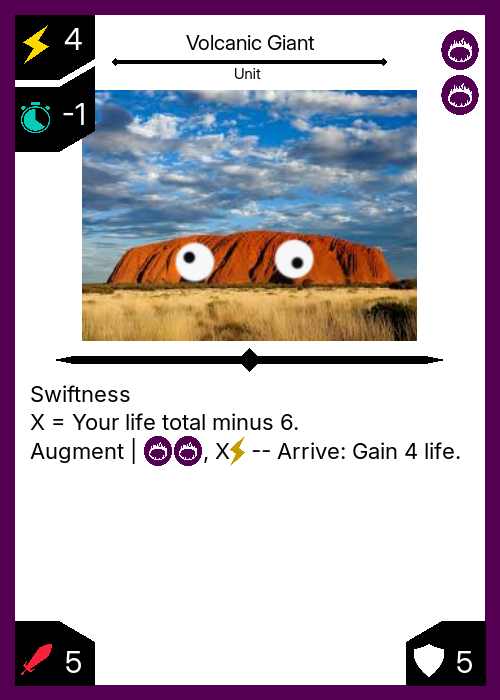 4
Volcanic Giant
Unit
-1
Swiftness
X = Your life total minus 6.
Augment | , X -- Arrive: Gain 4 life.
5
5